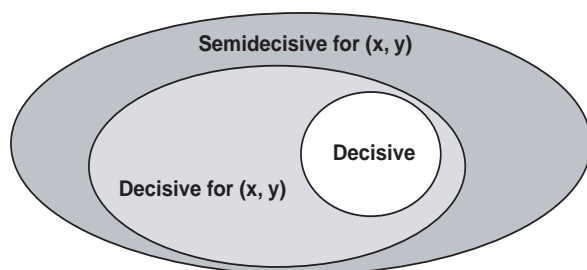 Semidecisive for (x, y)
Decisive
Decisive for (x, y)